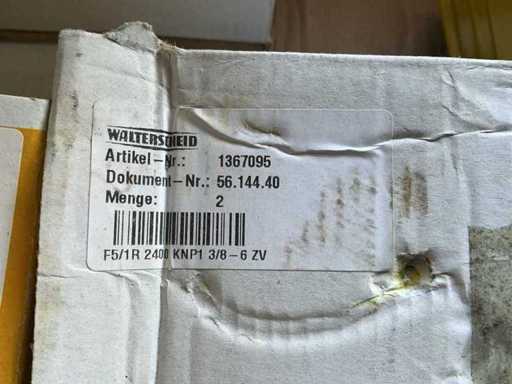 WALTERSCHEID
Artikel-Nr.: 1367095
Dokument-Nr.: 56.144.40
Menge: 2
F5/1R 2400 KNP1 3/8-6 ZV